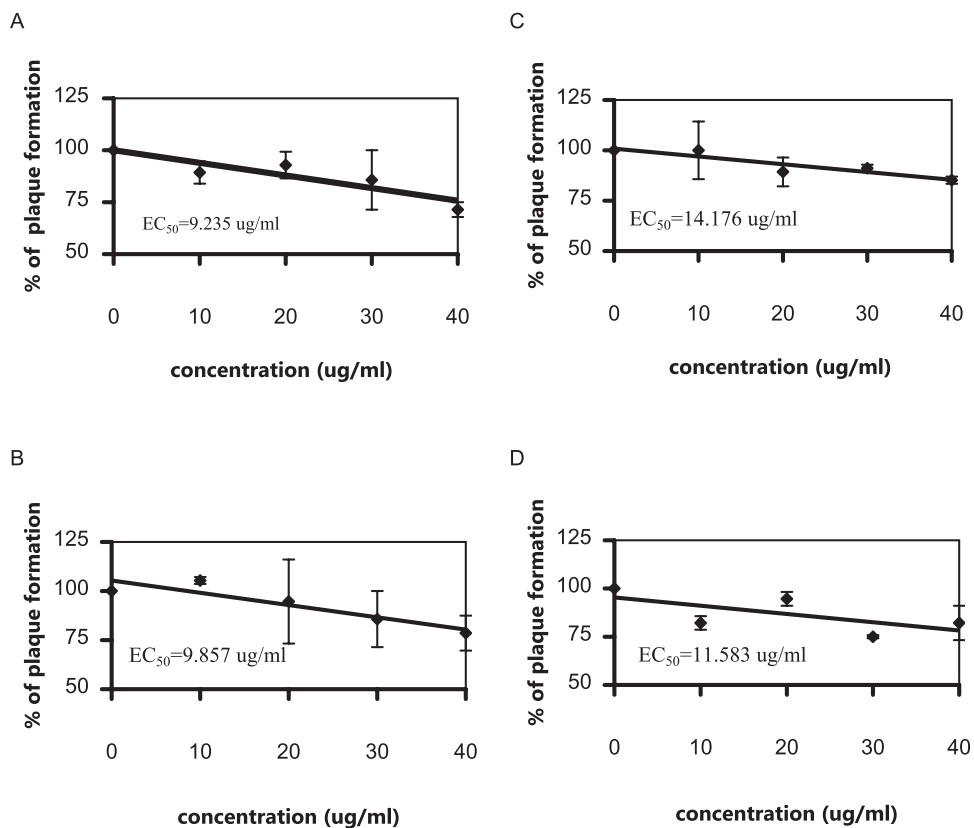 A
% of plaque formation
125
100
75
50
EC₅₀=9.235 ug/ml
0 10 20 30 40
concentration (ug/ml)
C
% of plaque formation
125
100
75
50
EC₅₀=14.176 ug/ml
0 10 20 30 40
concentration (ug/ml)
B
% of plaque formation
125
100
75
50
EC₅₀=9.857 ug/ml
0 10 20 30 40
concentration (ug/ml)
D
% of plaque formation
125
100
75
50
EC₅₀=11.583 ug/ml
0 10 20 30 40
concentration (ug/ml)